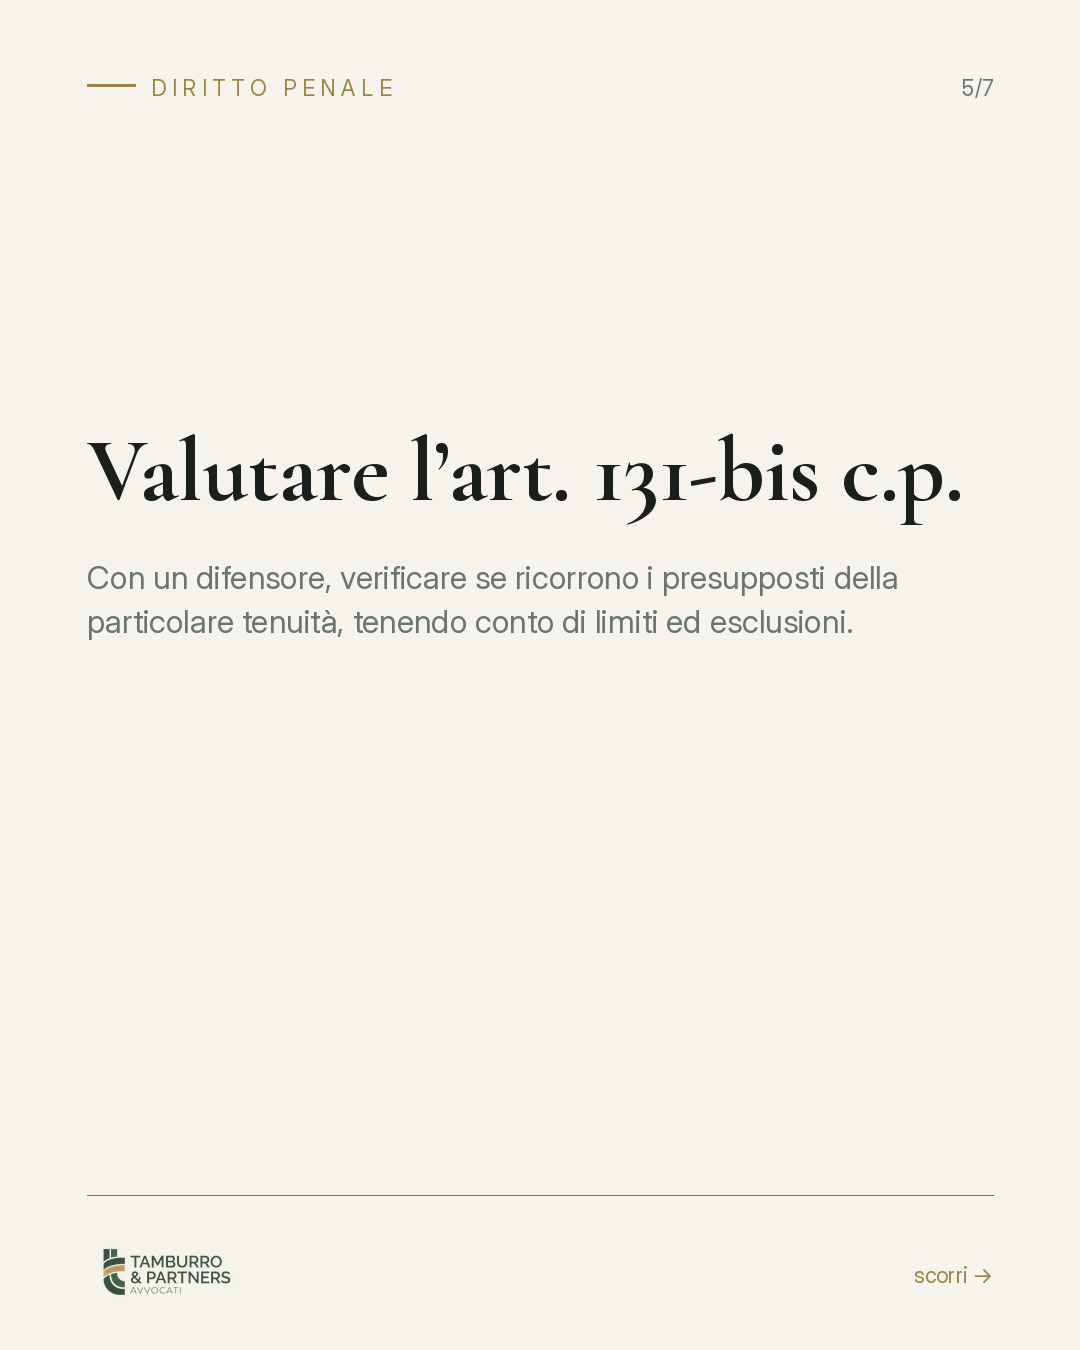 DIRITTO PENALE
5/7
Valutare l’art. 131-bis c.p.
Con un difensore, verificare se ricorrono i presupposti della
particolare tenuità, tenendo conto di limiti ed esclusioni.
TAMBURRO
& PARTNERS
AVVOCATI
scorri →